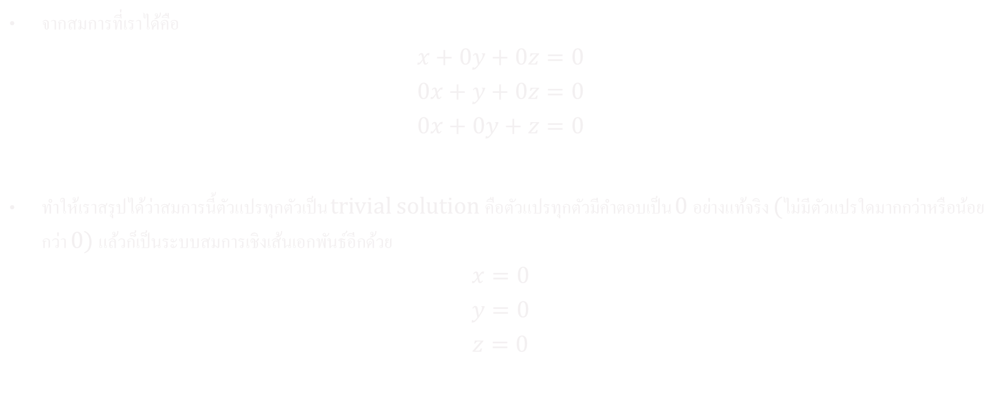 • จากสมการที่เราได้คือ
x + 0y + 0z = 0
0x + y + 0z = 0
0x + 0y + z = 0
• ทำให้เราสรุปได้ว่าสมการนี้ตัวแปรทุกตัวเป็น trivial solution คือตัวแปรทุกตัวมีคำตอบเป็น 0 อย่างแท้จริง (ไม่มีตัวแปรใดมากกว่าหรือน้อย
กว่า 0) แล้วก็เป็นระบบสมการเชิงเส้นเอกพันธ์อีกด้วย
x = 0
y = 0
z = 0